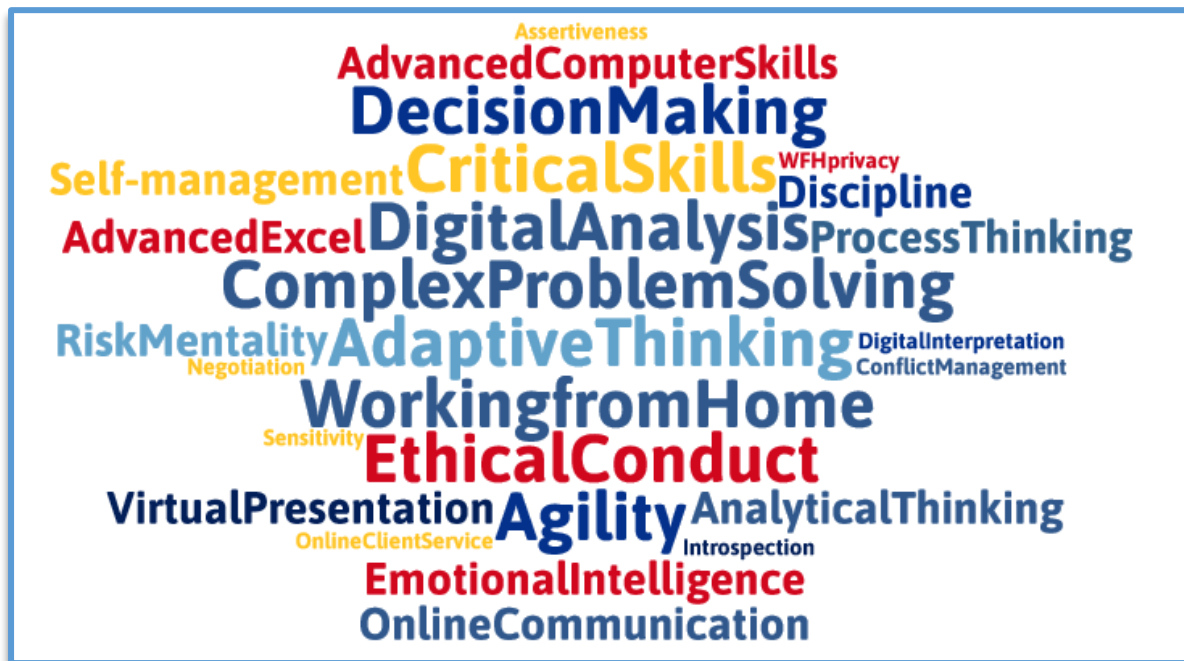 Assertiveness
AdvancedComputerSkills
DecisionMaking
Self-management CriticalSkills WFHprivacy
Discipline
AdvancedExcel DigitalAnalysis ProcessThinking
ComplexProblemSolving
RiskMentality AdaptiveThinking DigitalInterpretation
Negotiation ConflictManagement
WorkingfromHome
Sensitivity
EthicalConduct
VirtualPresentation Agility AnalyticalThinking
OnlineClientService Introspection
EmotionalIntelligence
OnlineCommunication